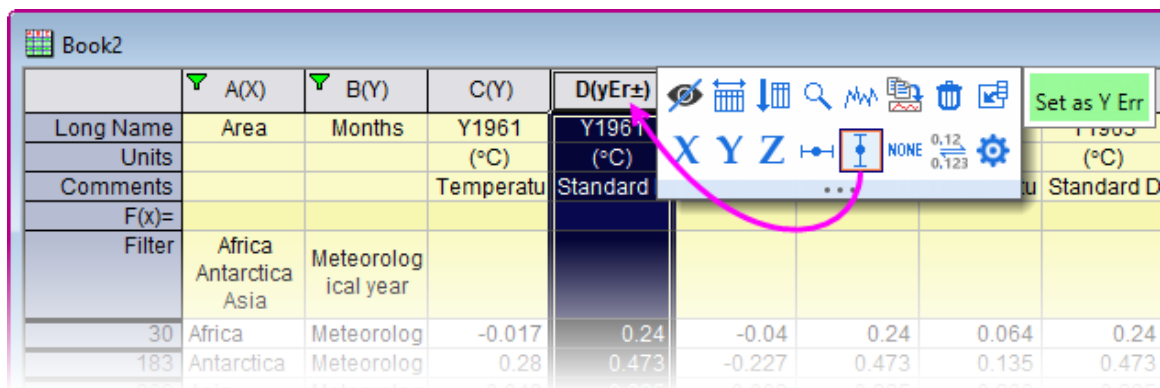 Book2
A(X) B(Y) C(Y) D(yEr±)
Set as Y Err
X Y Z NONE 0.12 0.123
Long Name Area Months Y1961 Y1961
Units (°C) (°C) (°C)
Comments Temperatu Standard Standard D
F(x)=
Filter Africa Antarctica Asia Meteorolog ical year
30 Africa Meteorolog -0.017 0.24 -0.04 0.24 0.064 0.24
183 Antarctica Meteorolog 0.28 0.473 -0.227 0.473 0.135 0.473